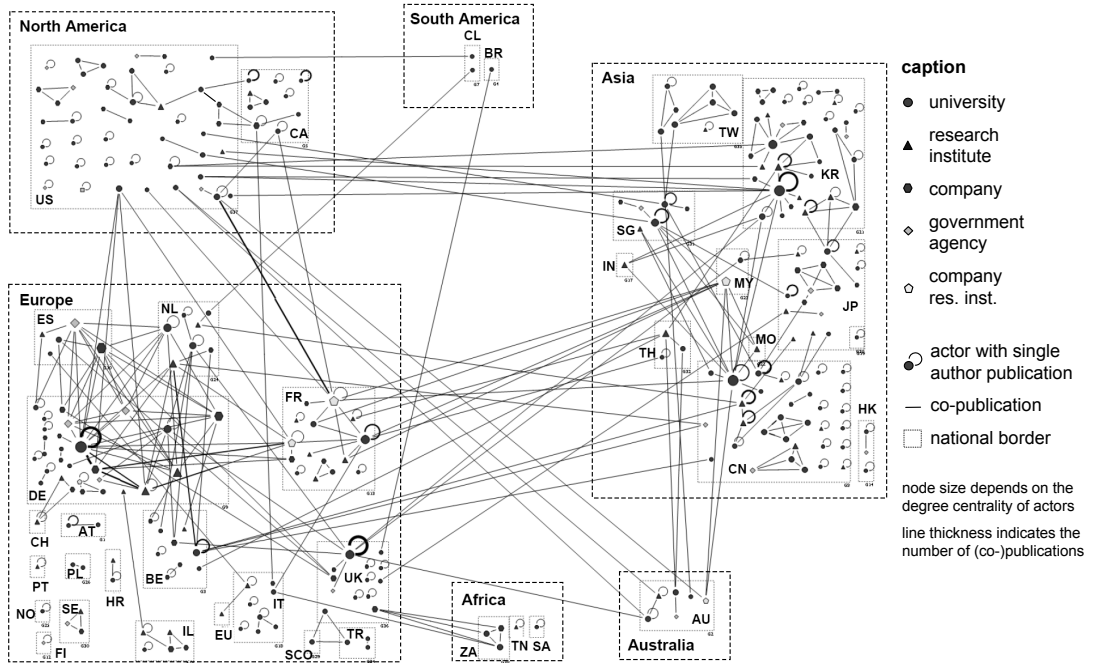 North America
US
CA
South America
CL
BR
Asia
TW
KR
SG
IN
MY
JP
TH
MO
HK
CN
Europe
ES
NL
FR
DE
CH
AT
BE
UK
PT
PL
HR
NO
SE
FI
EU
IT
IL
SCO
TR
Africa
ZA
TN
SA
AU
Australia
caption
university
research
institute
company
government
agency
company
res. inst.
actor with single
author publication
co-publication
national border
node size depends on the
degree centrality of actors
line thickness indicates the
number of (co-)publications